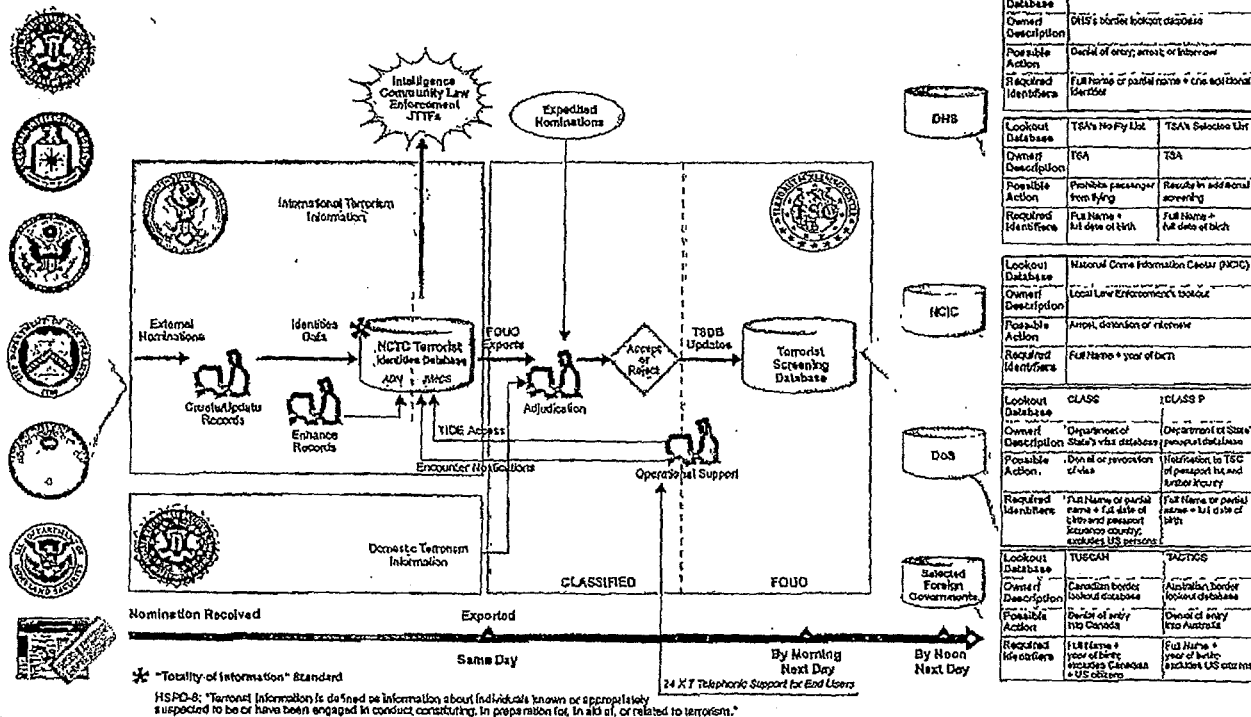 Intelligence
Community Law
Enforcement
JTTFs
Expedited
Nominations
International Terrorism
Information
External
Nominations
Identities
Data
NCTC Terrorist
Identities Database
FOUO
Exports
Accept
or
Reject
TSDB
Updates
Terrorist
Screening
Database
Create/Update
Records
Enhance
Records
Adjudication
TIDE Access
Encounter Notifications
Operational Support
Domestic Terrorism
Information
CLASSIFIED
FOUO
Nomination Received
Exported
Same Day
By Morning
Next Day
By Noon
Next Day
24 X 7 Telephonic Support for End Users
"Totality of Information" Standard
HSPD-6; "Terrorist Information is defined as information about individuals known or appropriately
suspected to be or have been engaged in conduct constituting, in preparation for, in aid of, or related to terrorism."
DHS
NCIC
DoS
Selected
Foreign
Governments
Database
Owner/
Description
DHS's border lookout database
Possible
Action
Denial of entry; arrest; or interview
Required
Identifiers
Full Name or partial name + one additional
identifier
Lookout
Database
TSA's No Fly List
TSA's Selectee List
Owner/
Description
TSA
TSA
Possible
Action
Prohibits passenger
from flying
Results in additional
screening
Required
Identifiers
Full Name +
full date of birth
Full Name +
full date of birth
Lookout
Database
National Crime Information Center (NCIC)
Owner/
Description
Local Law Enforcement's lookout
Possible
Action
Arrest, detention or interview
Required
Identifiers
Full Name + year of birth
Lookout
Database
CLASS
CLASS P
Owner/
Description
Department of
State's visa database
Department of State's
passport database
Possible
Action
Denial or revocation
of visa
Notification to TSC
of passport hit and
further inquiry
Required
Identifiers
Full Name or partial
name + full date of
birth and passport
issuance country;
excludes US persons
Full Name or partial
name + full date of
birth
Lookout
Database
TUSCAN
TACTICS
Owner/
Description
Canadian border
lookout database
Australian border
lookout database
Possible
Action
Denial of entry
into Canada
Denial of entry
into Australia
Required
Identifiers
Full Name +
year of birth;
excludes Canadian
+ US citizens
Full Name +
year of birth;
excludes US citizens